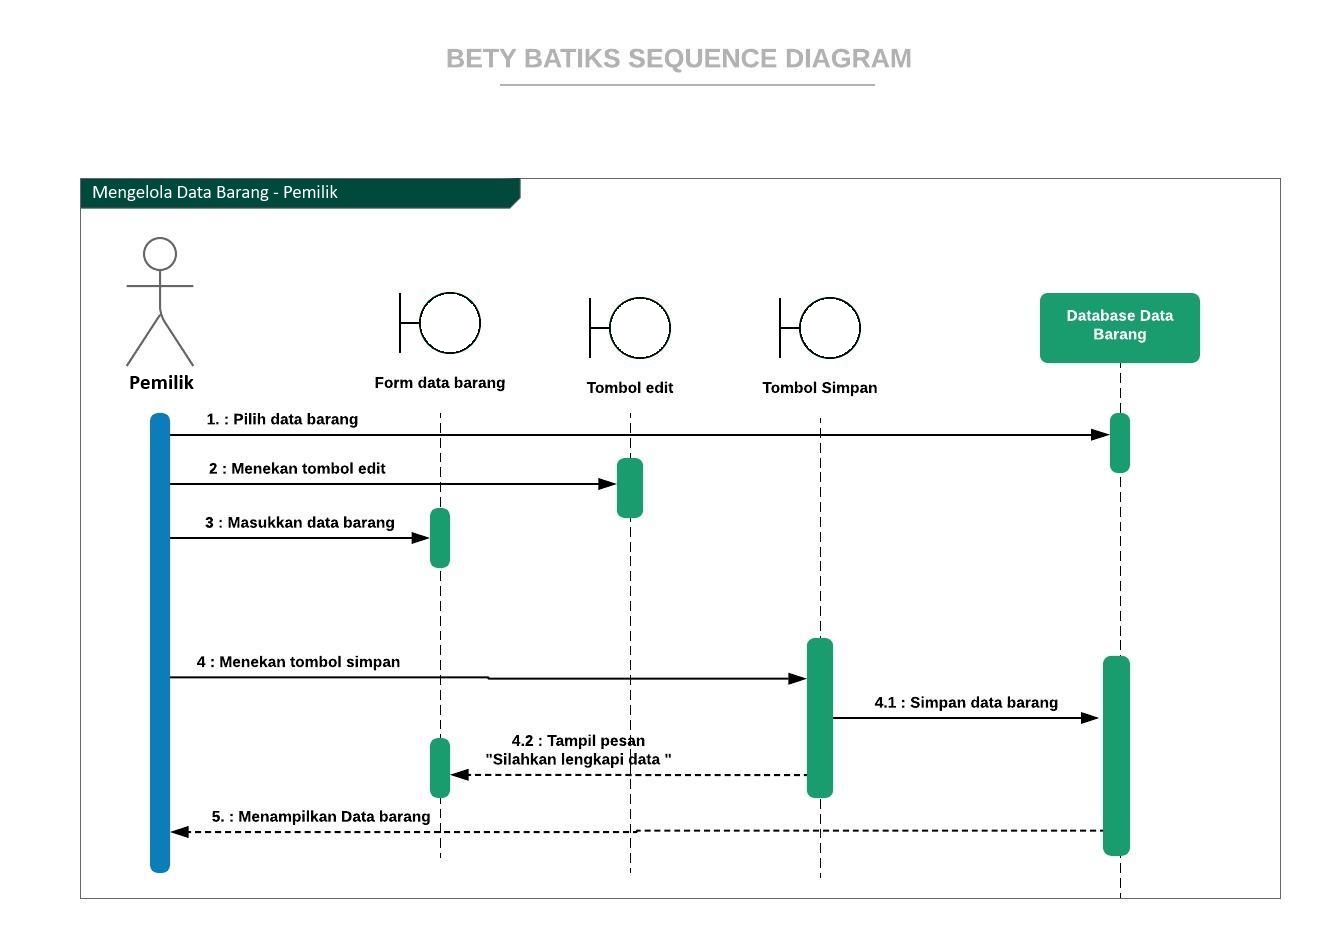 BETY BATIKS SEQUENCE DIAGRAM
Mengelola Data Barang - Pemilik
Database Data
Barang
Pemilik
Form data barang
Tombol edit
Tombol Simpan
1. : Pilih data barang
2 : Menekan tombol edit
3 : Masukkan data barang
4 : Menekan tombol simpan
4.1 : Simpan data barang
4.2 : Tampil pesan
"Silahkan lengkapi data "
5. : Menampilkan Data barang